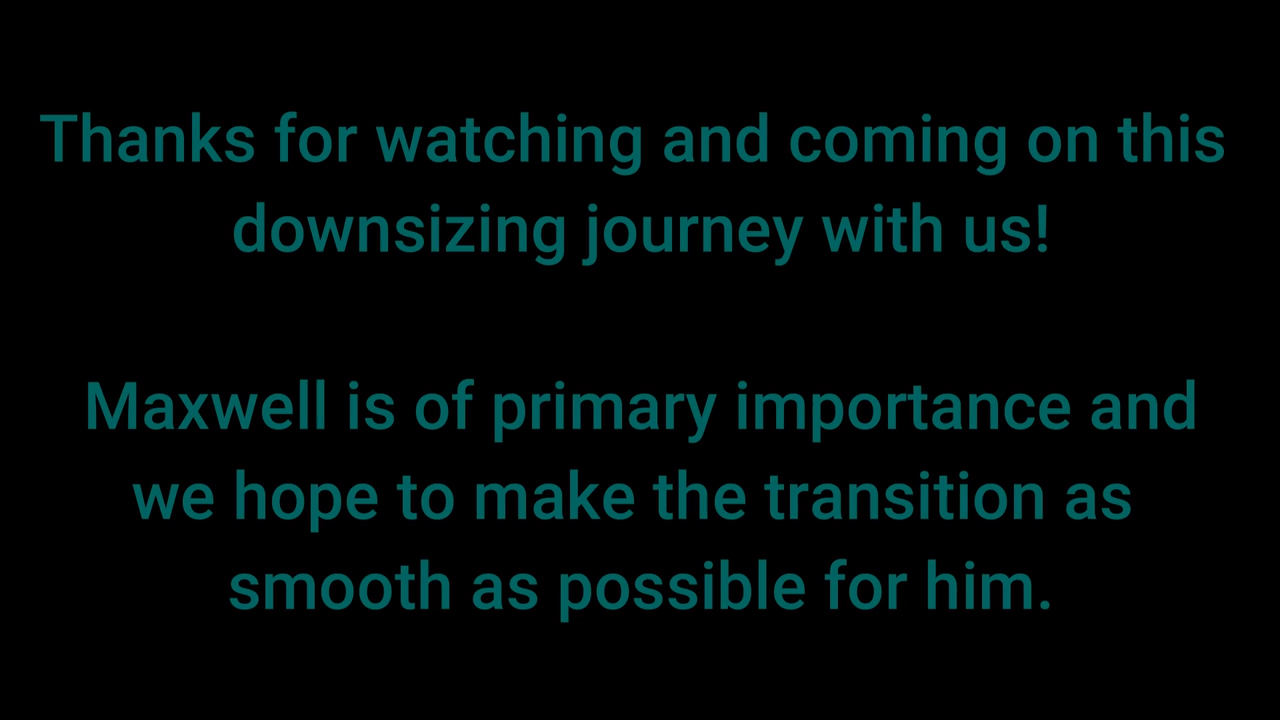 Thanks for watching and coming on this
downsizing journey with us!
Maxwell is of primary importance and
we hope to make the transition as
smooth as possible for him.